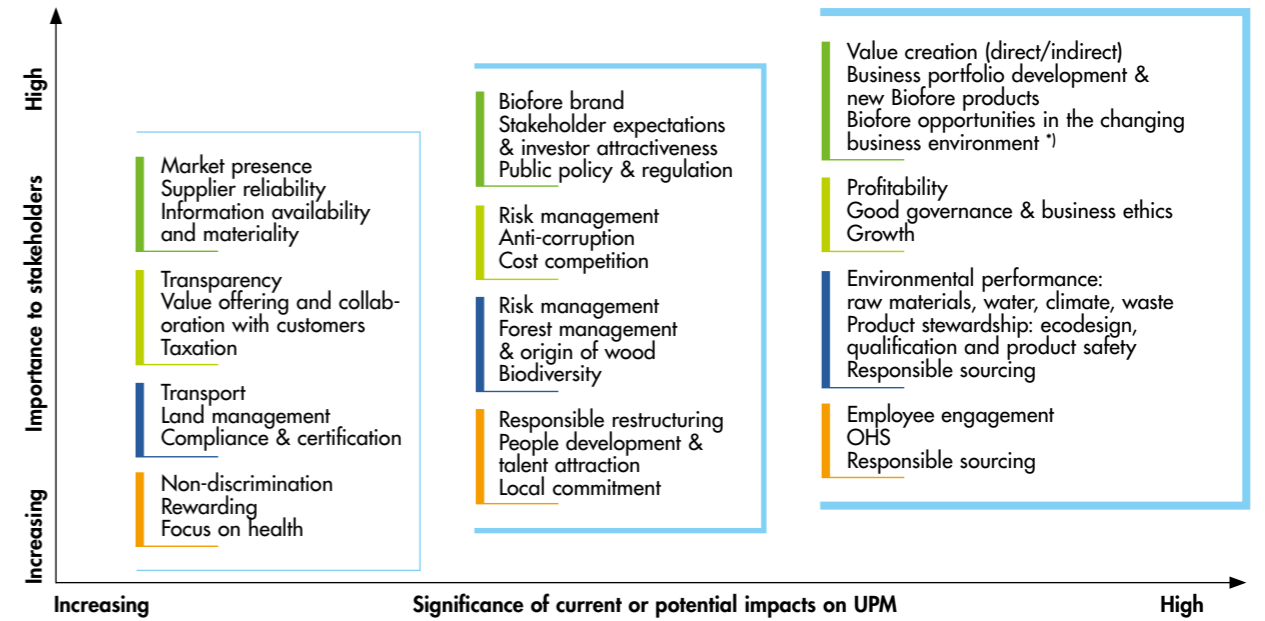 High
Importance to stakeholders
Increasing
Market presence
Supplier reliability
Information availability
and materiality
Transparency
Value offering and collab-
oration with customers
Taxation
Transport
Land management
Compliance & certification
Non-discrimination
Rewarding
Focus on health
Biofore brand
Stakeholder expectations
& investor attractiveness
Public policy & regulation
Risk management
Anti-corruption
Cost competition
Risk management
Forest management
& origin of wood
Biodiversity
Responsible restructuring
People development &
talent attraction
Local commitment
Value creation (direct/indirect)
Business portfolio development &
new Biofore products
Biofore opportunities in the changing
business environment *)
Profitability
Good governance & business ethics
Growth
Environmental performance:
raw materials, water, climate, waste
Product stewardship: ecodesign,
qualification and product safety
Responsible sourcing
Employee engagement
OHS
Responsible sourcing
Increasing
Significance of current or potential impacts on UPM
High